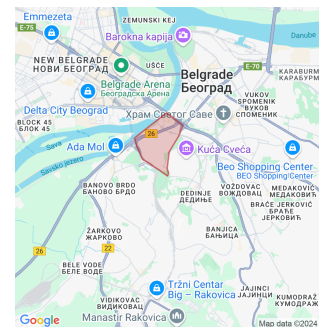 Emmezeta
ZEMUNSKI KEJ
E-75
Barokna kapija
Danube
NEW BELGRADE
НОВИ БЕОГРАД
UŠĆE
Belgrade Arena
Београдска Арена
Belgrade
Београд
E-70
KARABURMA
КАРАБУРМА
Delta City Beograd
BLOCK 45
БЛОК 45
Храм Светог Саве
VUKOV
SPOMENIK
ВУКОВ
СПОМЕНИК
26
Sava
Ada Mol
Kuća Cveća
Savsko jezero
Beo Shopping Center
BEO Shopping Center
BANOVO BRDO
БАНОВО БРДО
DEDINJE
ДЕДИЊЕ
VOŽDOVAC
ВОЖДОВАЦ
MEDAKOVIĆ
МЕДАКОВИЋ
BRAĆE JERKOVIĆ
БРАЋЕ
ЈЕРКОВИЋ
ŽARKOVO
ЖАРКОВО
BANJICA
БАЊИЦА
26
22
BELE VODE
БЕЛЕ ВОДЕ
Tržni Centar
Big – Rakovica
JAJINCI
ЈАЈИНЦИ
VIDIKOVAC
ВИДИКОВАЦ
KUMODRAŽ
КУМОДРАЖ
Manastir Rakovica
Google
Map data ©2024